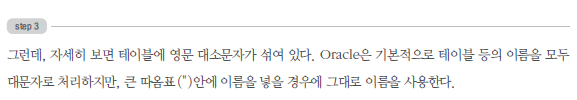 step 3
그런데, 자세히 보면 테이블에 영문 대소문자가 섞여 있다. Oracle은 기본적으로 테이블 등의 이름을 모두
대문자로 처리하지만, 큰 따옴표(")안에 이름을 넣을 경우에 그대로 이름을 사용한다.